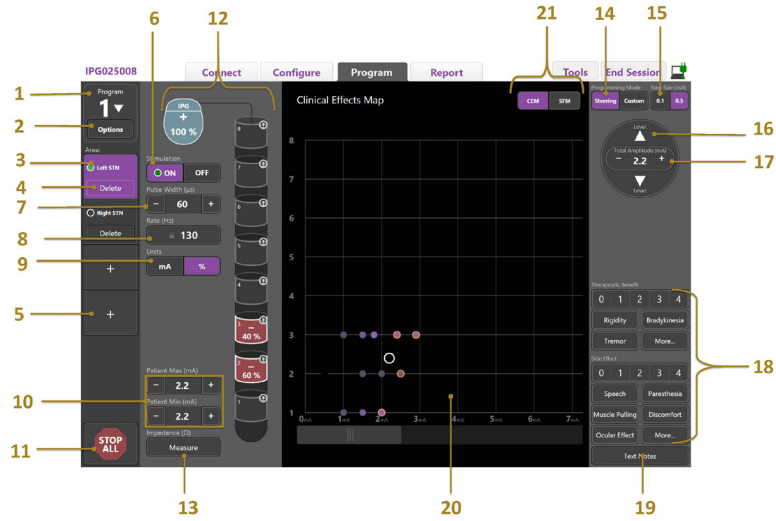 6
12
21
14
15
IPG025008
Connect
Configure
Program
Report
Tools
End Session
1
Program
1
2
Options
Area:
3
Left STN
4
Delete
Right STN
Delete
+
5
+
11
STOP
ALL
IPG
+
100 %
Stimulation
ON
OFF
7
Pulse Width (µs)
− 60 +
8
Rate (Hz)
130
9
Units
mA
%
10
Patient Max (mA)
− 2.2 +
Patient Min (mA)
− 2.2 +
Impedance (Ω)
Measure
13
8 Ω
7 Ω
6 Ω
5 Ω
4 Ω
3 Ω
−
40 %
2 Ω
−
60 %
1 Ω
Clinical Effects Map
CEM
SFM
8
7
6
5
4
3
2
1
0mA
1mA
2mA
3mA
4mA
5mA
6mA
7mA
20
Programming Mode
Step Size (mA)
Steering
Custom
0.1
0.5
16
Level
17
Total Amplitude (mA)
− 2.2 +
Level
18
Therapeutic Benefit
0 1 2 3 4
Rigidity
Bradykinesia
Tremor
More...
Side Effect
0 1 2 3 4
Speech
Paresthesia
Muscle Pulling
Discomfort
Ocular Effect
More...
Text Notes
19